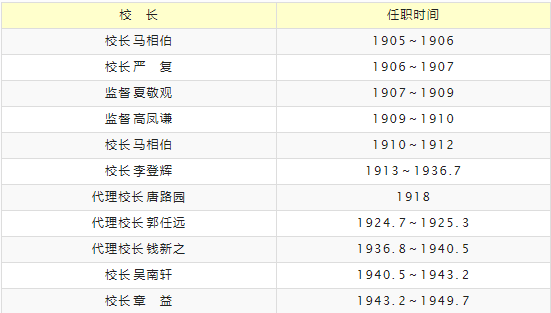 校　长 任职时间
校长马相伯 1905~1906
校长严　复 1906~1907
监督夏敬观 1907~1909
监督高凤谦 1909~1910
校长马相伯 1910~1912
校长李登辉 1913~1936.7
代理校长唐路园 1918
代理校长郭任远 1924.7~1925.3
代理校长钱新之 1936.8~1940.5
校长吴南轩 1940.5~1943.2
校长章　益 1943.2~1949.7